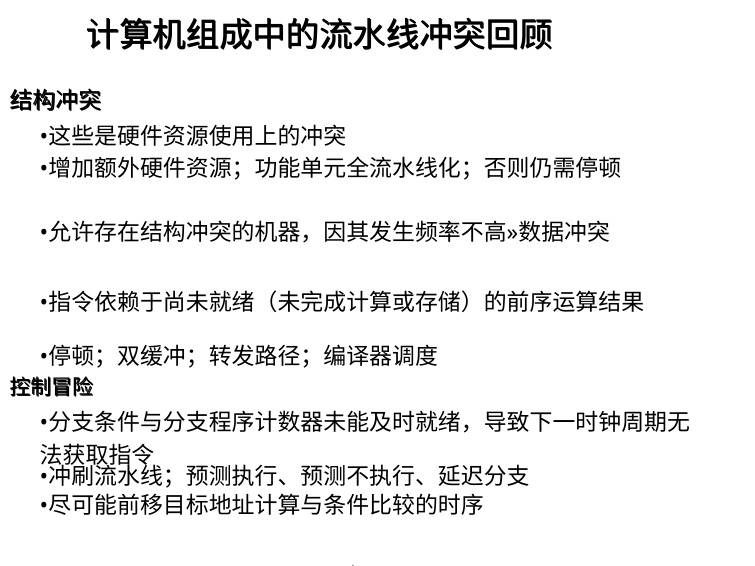 计算机组成中的流水线冲突回顾
结构冲突
•这些是硬件资源使用上的冲突
•增加额外硬件资源；功能单元全流水线化；否则仍需停顿
•允许存在结构冲突的机器，因其发生频率不高»数据冲突
•指令依赖于尚未就绪（未完成计算或存储）的前序运算结果
•停顿；双缓冲；转发路径；编译器调度
控制冒险
•分支条件与分支程序计数器未能及时就绪，导致下一时钟周期无
法获取指令
•冲刷流水线；预测执行、预测不执行、延迟分支
•尽可能前移目标地址计算与条件比较的时序